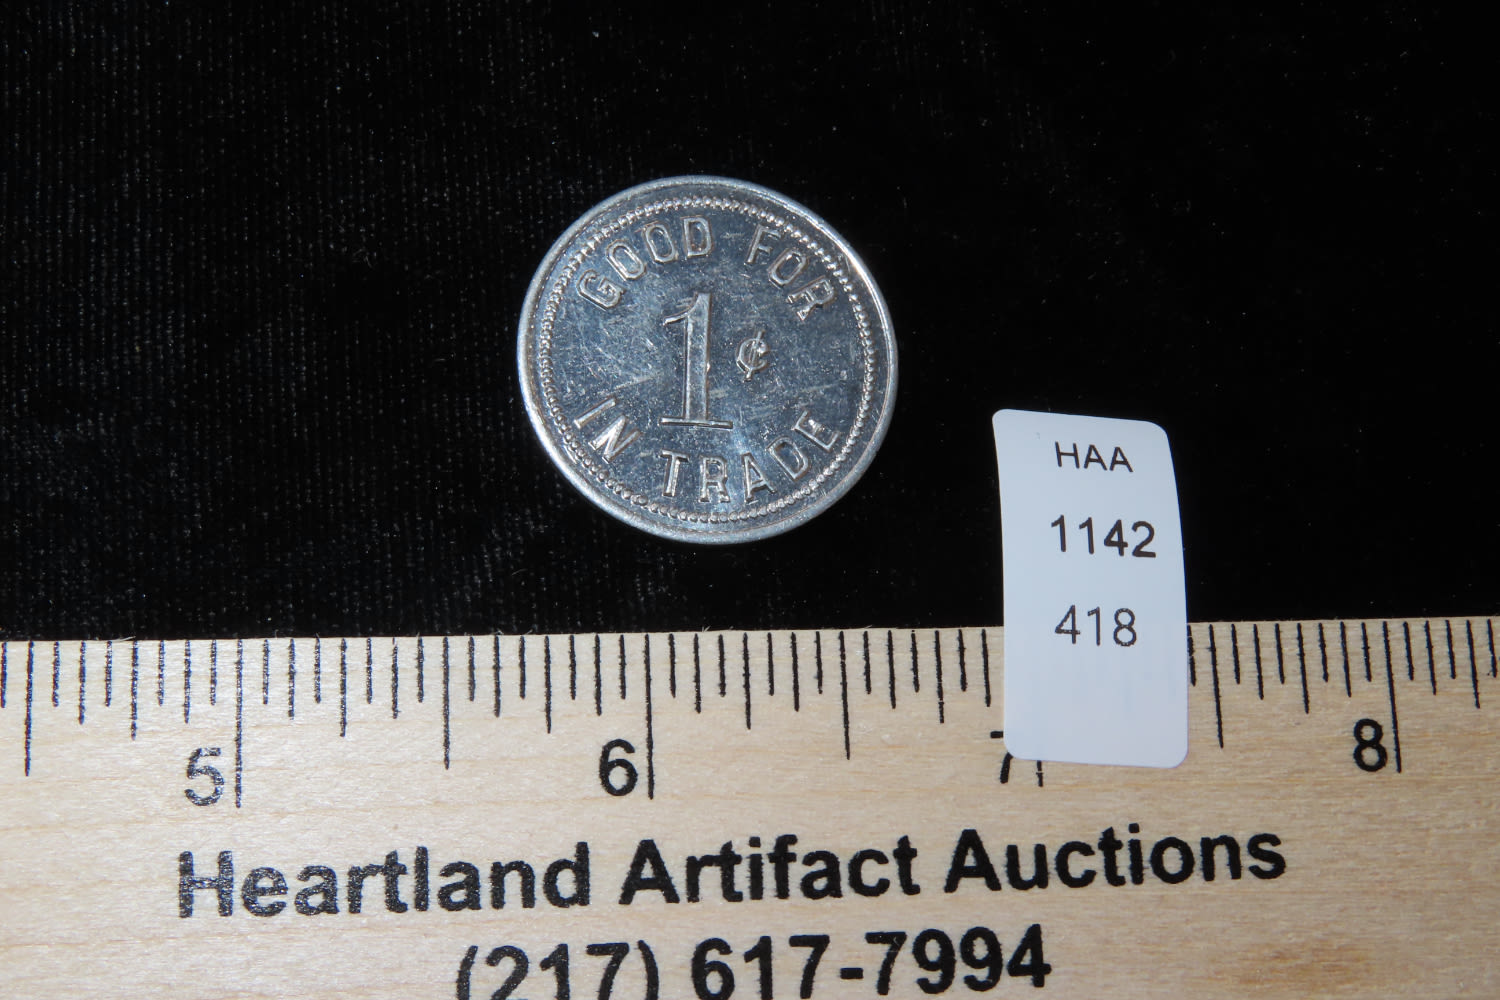 GOOD FOR
1¢
IN TRADE
HAA
1142
418
5 6 7 8
Heartland Artifact Auctions
(217) 617-7994